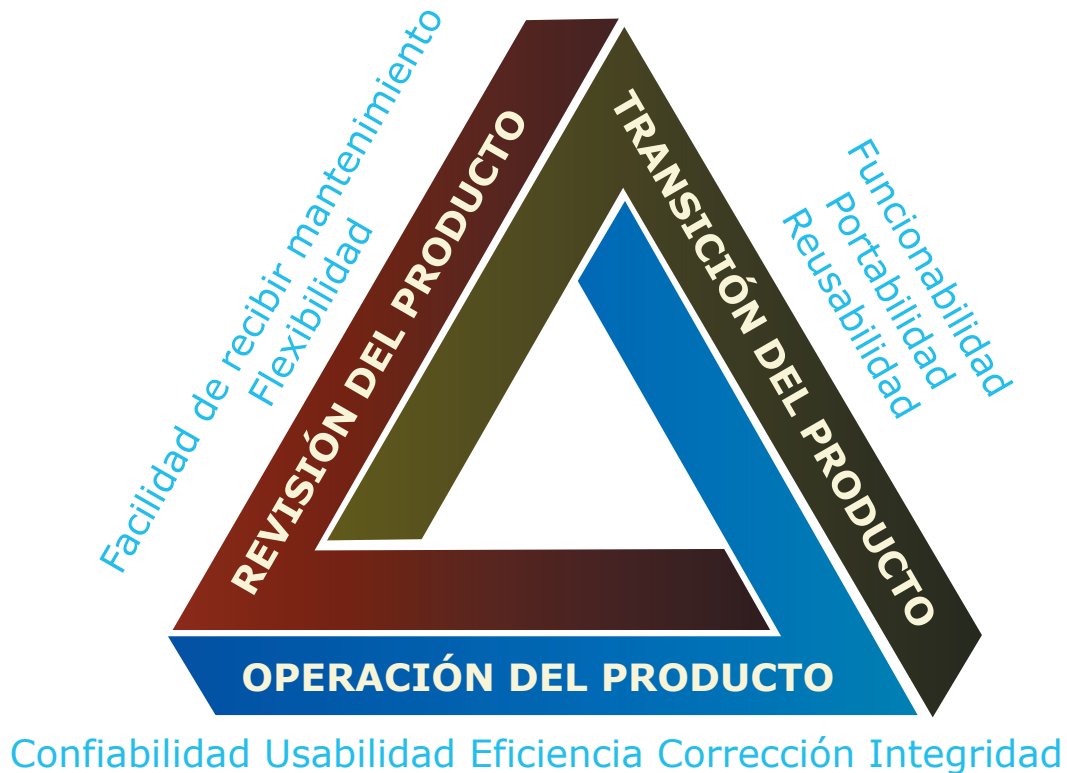 Facilidad de recibir mantenimiento
Flexibilidad
REVISIÓN DEL PRODUCTO
TRANSICIÓN DEL PRODUCTO
Funcionabilidad
Portabilidad
Reusabilidad
OPERACIÓN DEL PRODUCTO
Confiabilidad Usabilidad Eficiencia Corrección Integridad